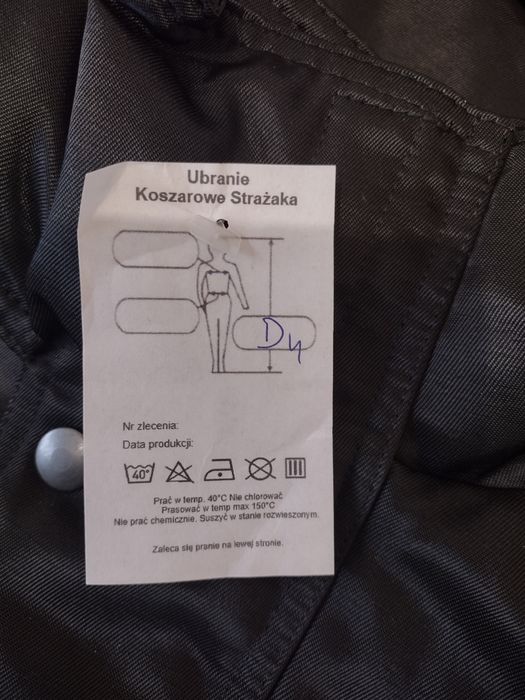 Ubranie
Koszarowe Strażaka
D4
Nr zlecenia:
Data produkcji:
40°
Prać w temp. 40°C Nie chlorować
Prasować w temp max 150°C
Nie prać chemicznie. Suszyć w stanie rozwieszonym.
Zaleca się pranie na lewej stronie.